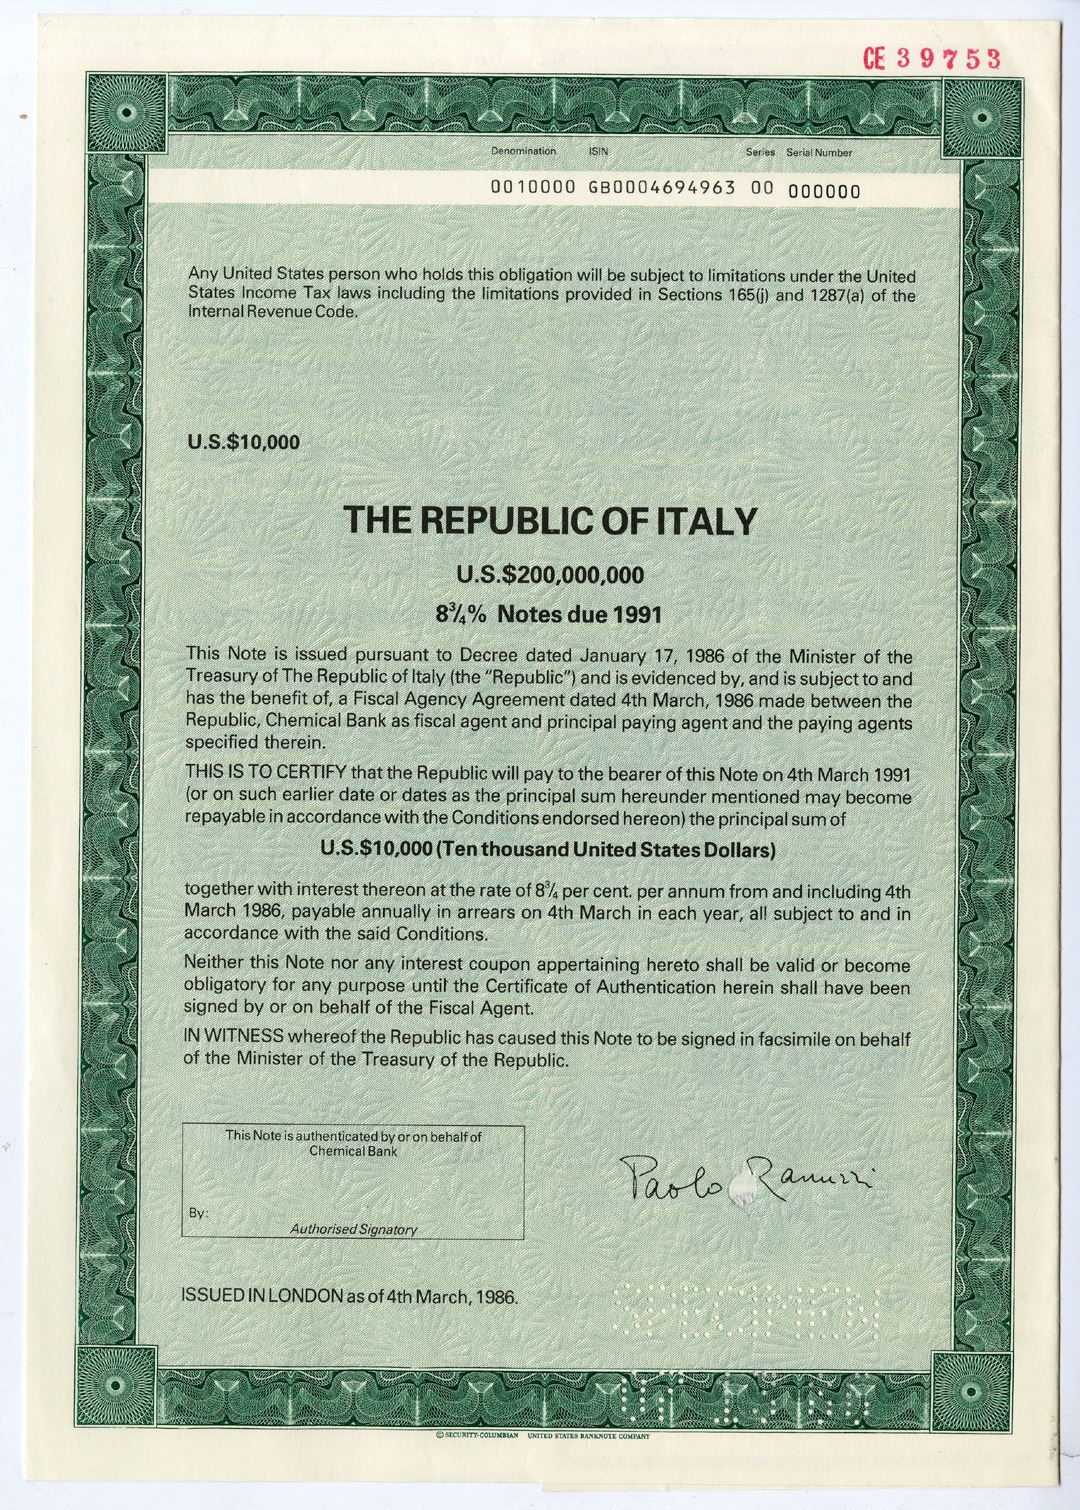 CE 39753
Denomination ISIN Series Serial Number
0010000 GB0004694963 00 000000
Any United States person who holds this obligation will be subject to limitations under the United
States Income Tax laws including the limitations provided in Sections 165(j) and 1287(a) of the
Internal Revenue Code.
U.S.$10,000
THE REPUBLIC OF ITALY
U.S.$200,000,000
8¾% Notes due 1991
This Note is issued pursuant to Decree dated January 17, 1986 of the Minister of the
Treasury of The Republic of Italy (the “Republic”) and is evidenced by, and is subject to and
has the benefit of, a Fiscal Agency Agreement dated 4th March, 1986 made between the
Republic, Chemical Bank as fiscal agent and principal paying agent and the paying agents
specified therein.
THIS IS TO CERTIFY that the Republic will pay to the bearer of this Note on 4th March 1991
(or on such earlier date or dates as the principal sum hereunder mentioned may become
repayable in accordance with the Conditions endorsed hereon) the principal sum of
U.S.$10,000 (Ten thousand United States Dollars)
together with interest thereon at the rate of 8¾ per cent. per annum from and including 4th
March 1986, payable annually in arrears on 4th March in each year, all subject to and in
accordance with the said Conditions.
Neither this Note nor any interest coupon appertaining hereto shall be valid or become
obligatory for any purpose until the Certificate of Authentication herein shall have been
signed by or on behalf of the Fiscal Agent.
IN WITNESS whereof the Republic has caused this Note to be signed in facsimile on behalf
of the Minister of the Treasury of the Republic.
This Note is authenticated by or on behalf of
Chemical Bank
By:
Authorised Signatory
Paolo Ranuzzi
ISSUED IN LONDON as of 4th March, 1986.
SPECIMEN
© SECURITY-COLUMBIAN UNITED STATES BANKNOTE COMPANY